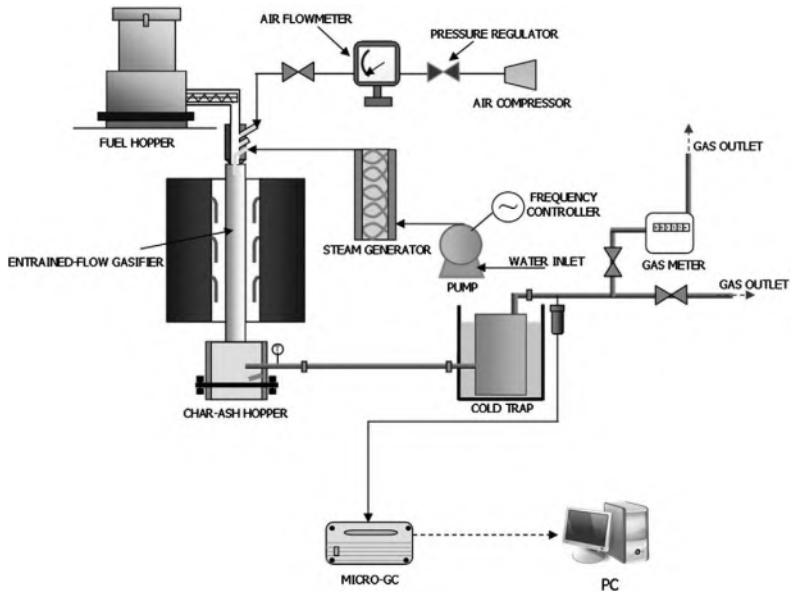 AIR FLOWMETER
PRESSURE REGULATOR
AIR COMPRESSOR
FUEL HOPPER
GAS OUTLET
FREQUENCY
CONTROLLER
STEAM GENERATOR
ENTRAINED-FLOW GASIFIER
WATER INLET
GAS METER
PUMP
GAS OUTLET
T
COLD TRAP
CHAR-ASH HOPPER
MICRO-GC
PC